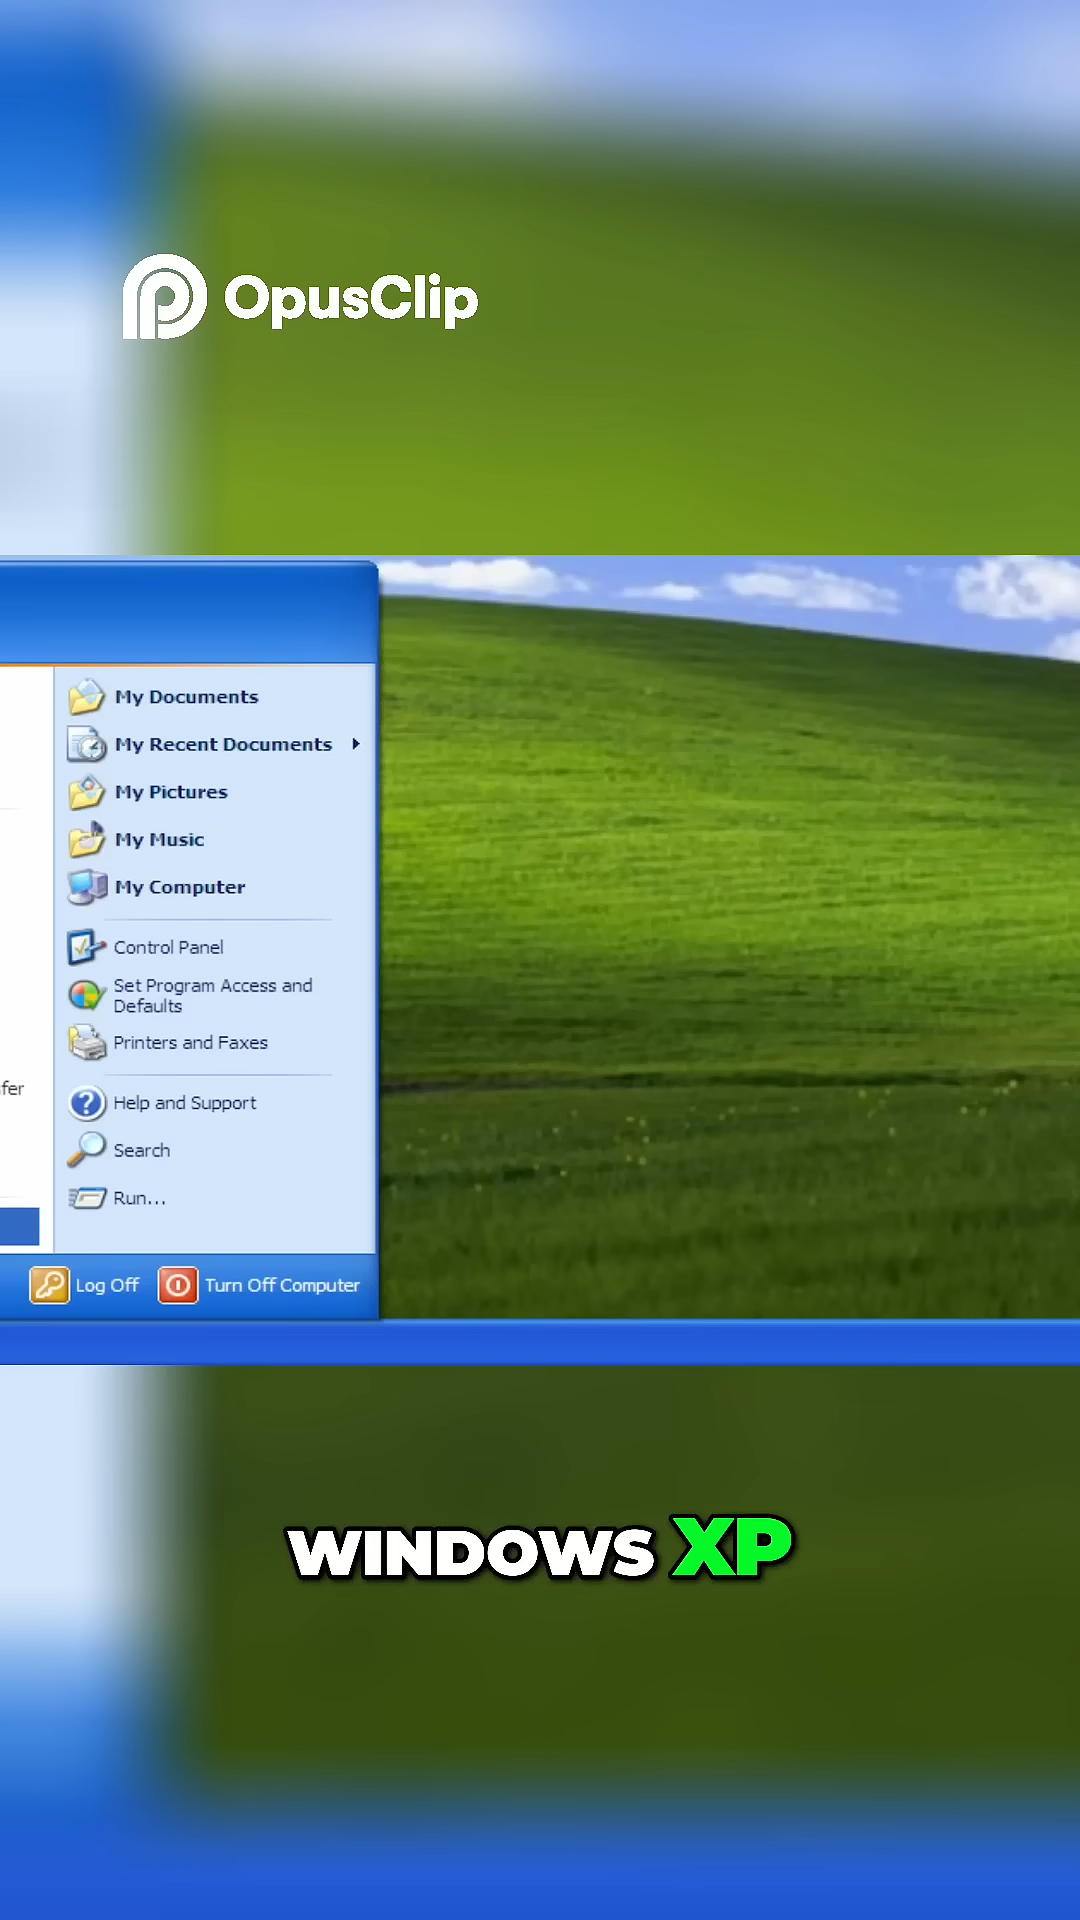 OpusClip
My Documents
My Recent Documents
My Pictures
My Music
My Computer
Control Panel
Set Program Access and
Defaults
Printers and Faxes
fer
Help and Support
Search
Run...
Log Off
Turn Off Computer
WINDOWS XP